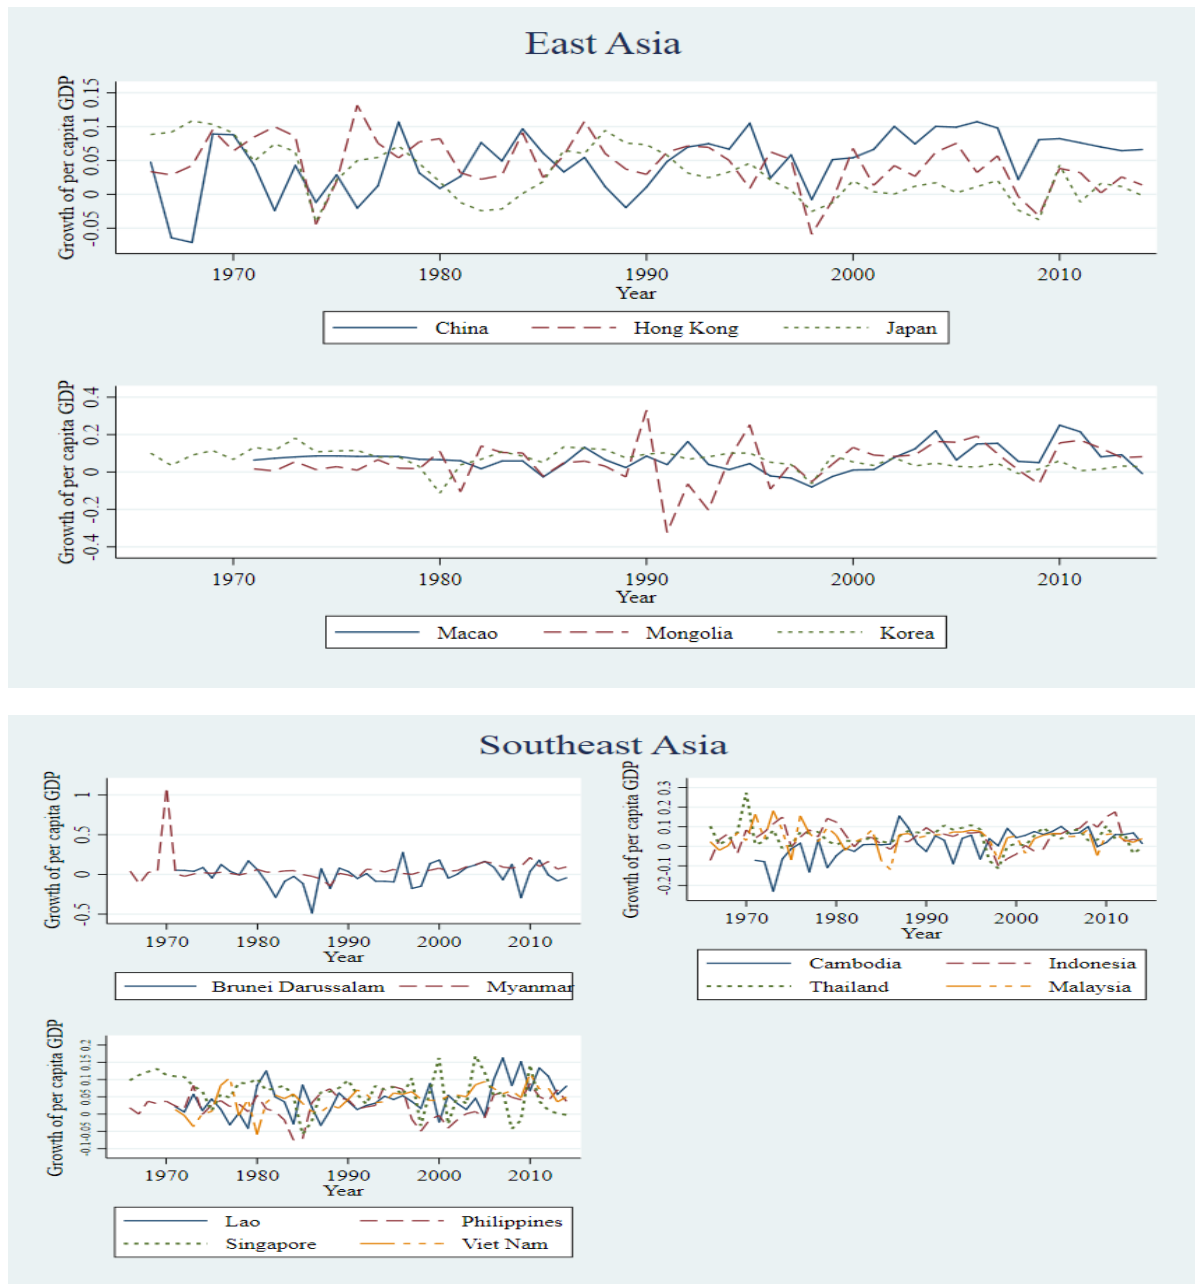 East Asia
Growth of per capita GDP
0.15
0.1
0.05
0
-0.05
1970 1980 1990 2000 2010
Year
China Hong Kong Japan
Growth of per capita GDP
0.4
0.2
0
-0.2
-0.4
1970 1980 1990 2000 2010
Year
Macao Mongolia Korea
Southeast Asia
Growth of per capita GDP
1
0.5
0
-0.5
1970 1980 1990 2000 2010
Year
Brunei Darussalam Myanmar
Growth of per capita GDP
0.3
0.2
0.1
0
-0.1
-0.2
1970 1980 1990 2000 2010
Year
Cambodia Indonesia
Thailand Malaysia
Growth of per capita GDP
0.2
0.15
0.1
0.05
0
-0.05
-0.1
1970 1980 1990 2000 2010
Year
Lao Philippines
Singapore Viet Nam